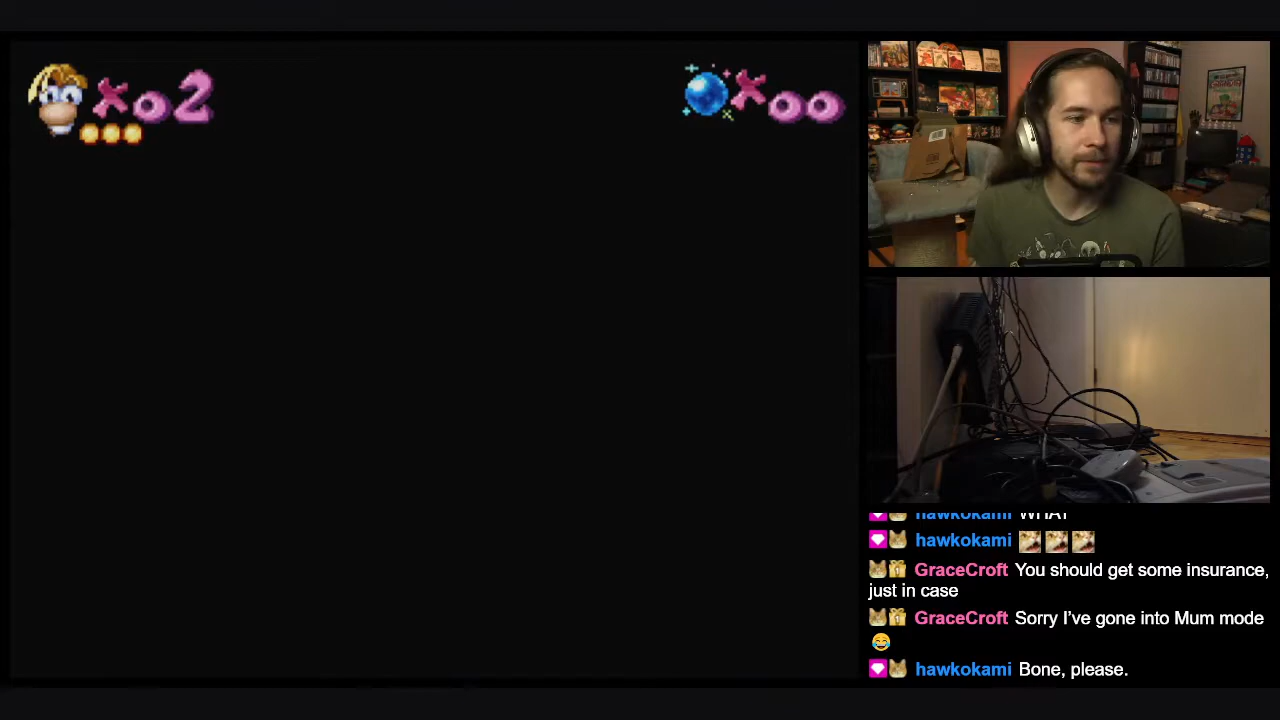 ×02
×00
hawkokami WHAT
hawkokami
GraceCroft You should get some insurance,
just in case
GraceCroft Sorry I've gone into Mum mode
😂
hawkokami Bone, please.